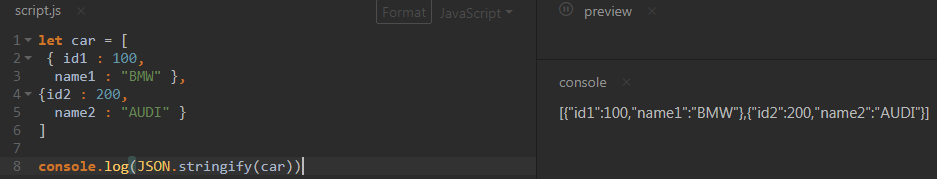 script.js
Format JavaScript
preview
1 let car = [
2 { id1 : 100,
3 name1 : "BMW" },
4 {id2 : 200,
5 name2 : "AUDI" }
6 ]
7
8 console.log(JSON.stringify(car))
console
[{"id1":100,"name1":"BMW"},{"id2":200,"name2":"AUDI"}]